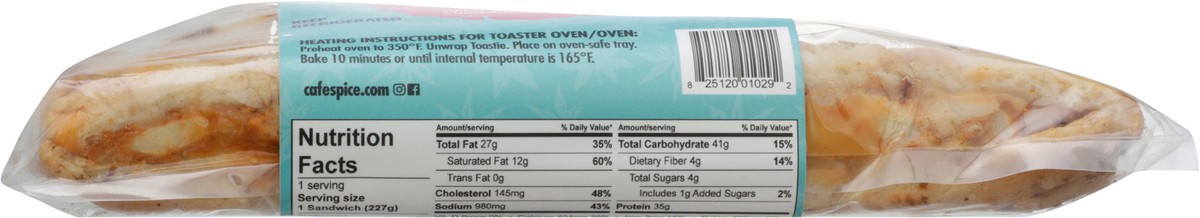 KEEP
REFRIGERATED
HEATING INSTRUCTIONS FOR TOASTER OVEN/OVEN:
Preheat oven to 350°F. Unwrap Toastie. Place on oven-safe tray.
Bake 10 minutes or until internal temperature is 165°F.
cafespice.com
8 25120 01029 2
Nutrition
Facts
1 serving
Serving size
1 Sandwich (227g)
Amount/serving % Daily Value*
Total Fat 27g 35%
Saturated Fat 12g 60%
Trans Fat 0g
Cholesterol 145mg 48%
Sodium 980mg 43%
Amount/serving % Daily Value*
Total Carbohydrate 41g 15%
Dietary Fiber 4g 14%
Total Sugars 4g
Includes 1g Added Sugars 2%
Protein 35g